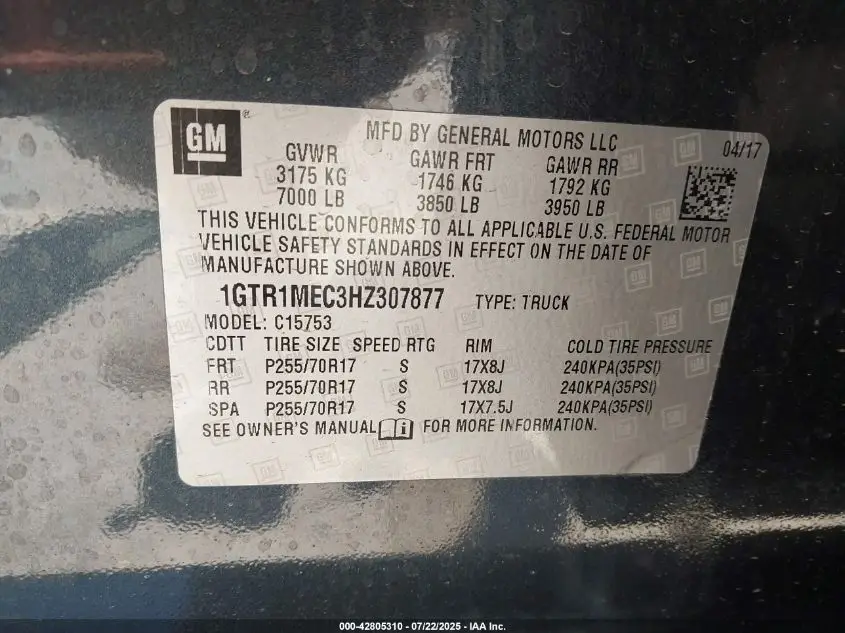 GM ®
MFD BY GENERAL MOTORS LLC
04/17
GVWR GAWR FRT GAWR RR
3175 KG 1746 KG 1792 KG
7000 LB 3850 LB 3950 LB
THIS VEHICLE CONFORMS TO ALL APPLICABLE U.S. FEDERAL MOTOR
VEHICLE SAFETY STANDARDS IN EFFECT ON THE DATE OF
MANUFACTURE SHOWN ABOVE.
1GTR1MEC3HZ307877 TYPE: TRUCK
MODEL: C15753
CDTT TIRE SIZE SPEED RTG RIM COLD TIRE PRESSURE
FRT P255/70R17 S 17X8J 240KPA(35PSI)
RR P255/70R17 S 17X8J 240KPA(35PSI)
SPA P255/70R17 S 17X7.5J 240KPA(35PSI)
SEE OWNER'S MANUAL i FOR MORE INFORMATION.
000-42805310 - 07/22/2025 - IAA Inc.